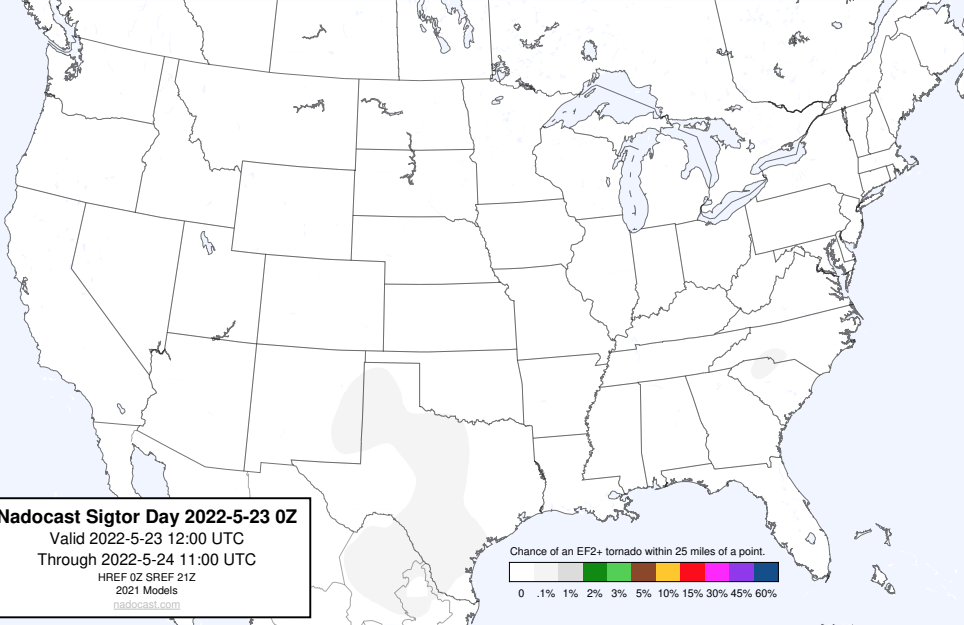 Nadocast Sigtor Day 2022-5-23 0Z
Valid 2022-5-23 12:00 UTC
Through 2022-5-24 11:00 UTC
HREF 0Z SREF 21Z
2021 Models
nadocast.com
Chance of an EF2+ tornado within 25 miles of a point.
0 .1% 1% 2% 3% 5% 10% 15% 30% 45% 60%